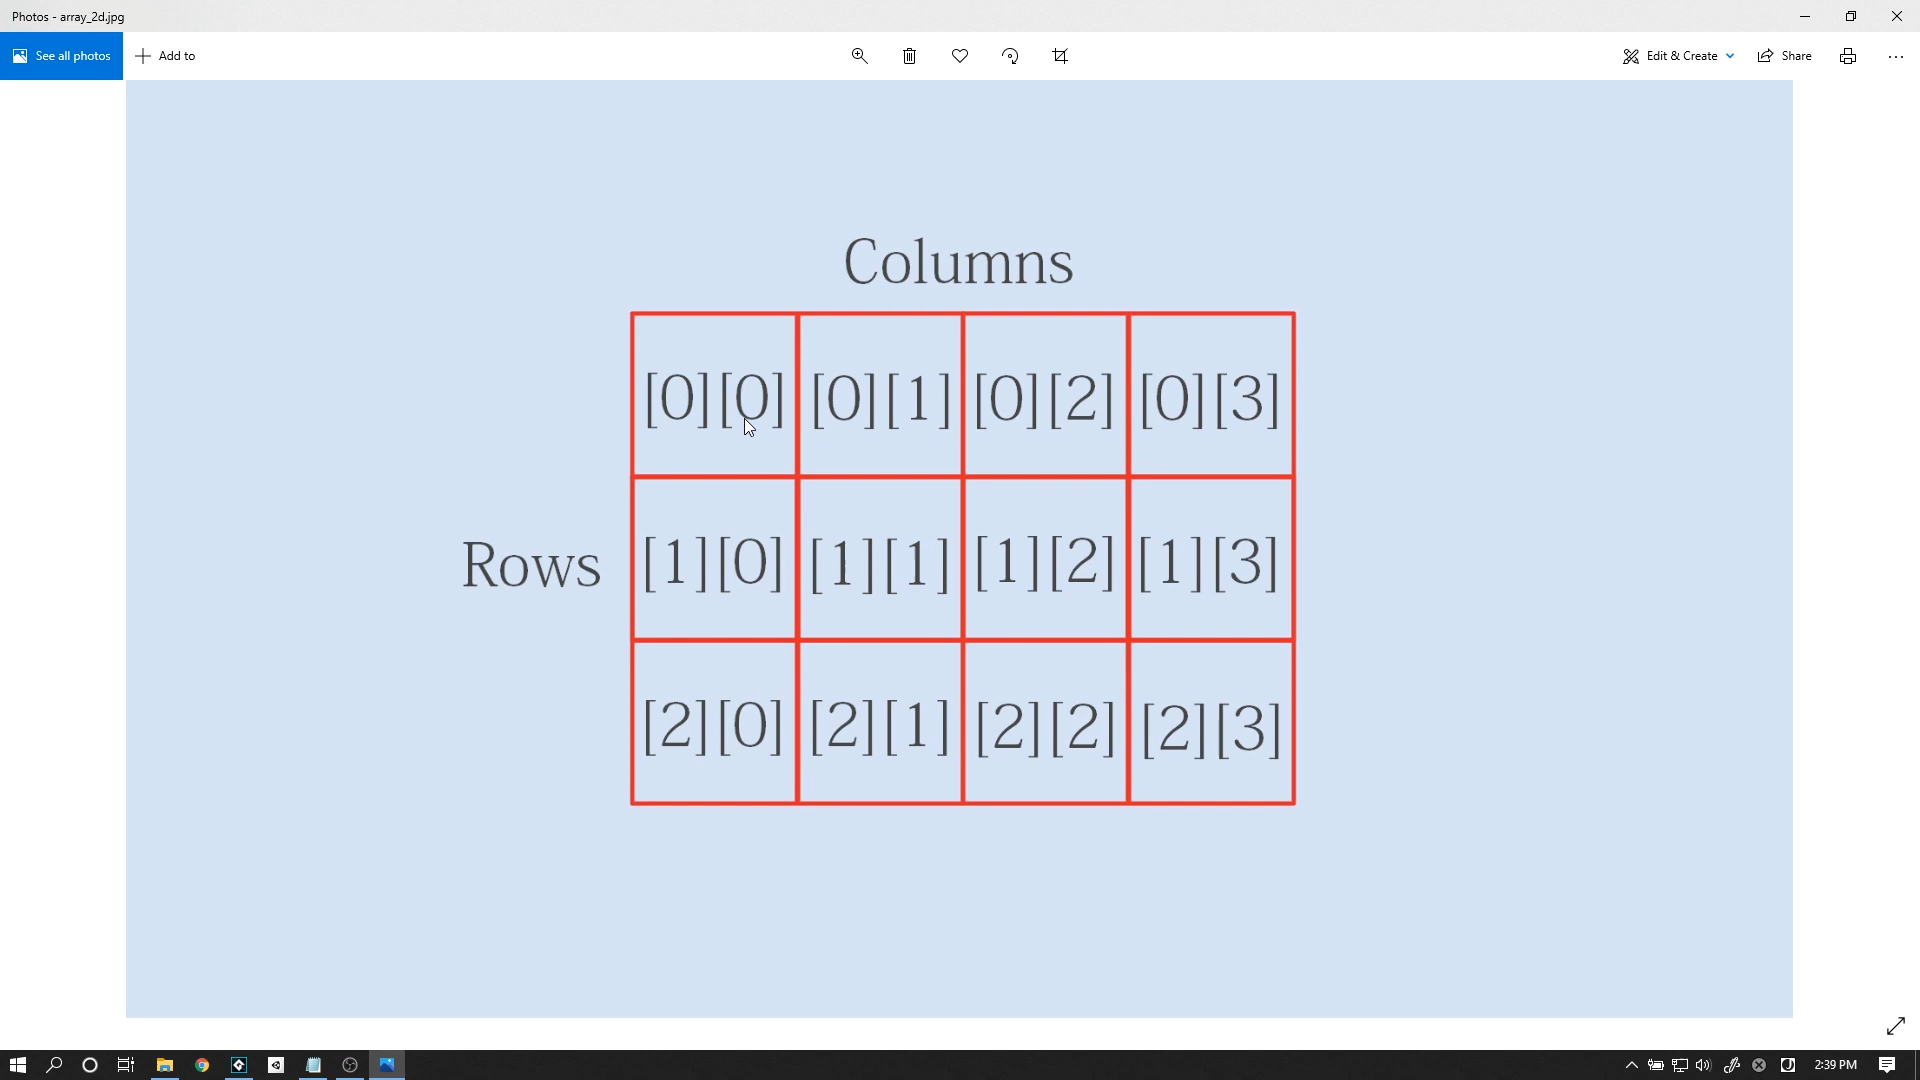 Photos - array_2d.jpg
See all photos
Add to
Edit & Create
Share
Columns
[0][0] [0][1] [0][2] [0][3]
Rows
[1][0] [1][1] [1][2] [1][3]
[2][0] [2][1] [2][2] [2][3]
2:39 PM